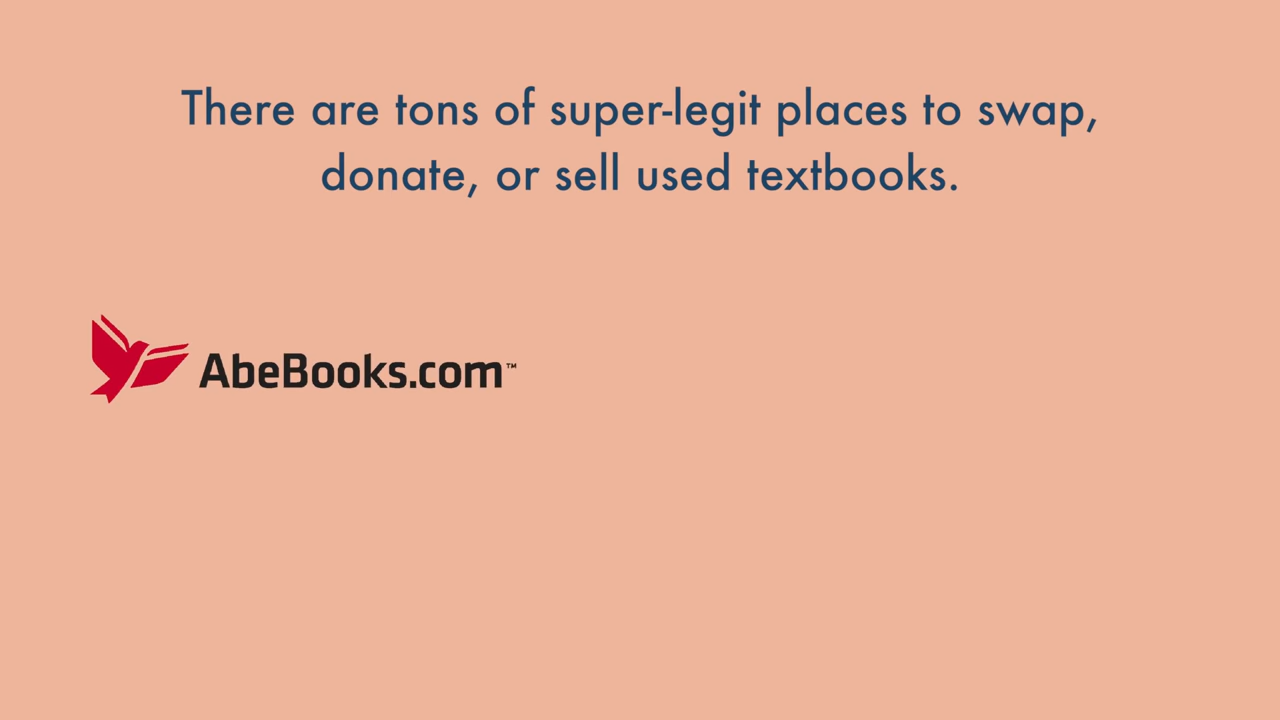 There are tons of super-legit places to swap,
donate, or sell used textbooks.
AbeBooks.com™